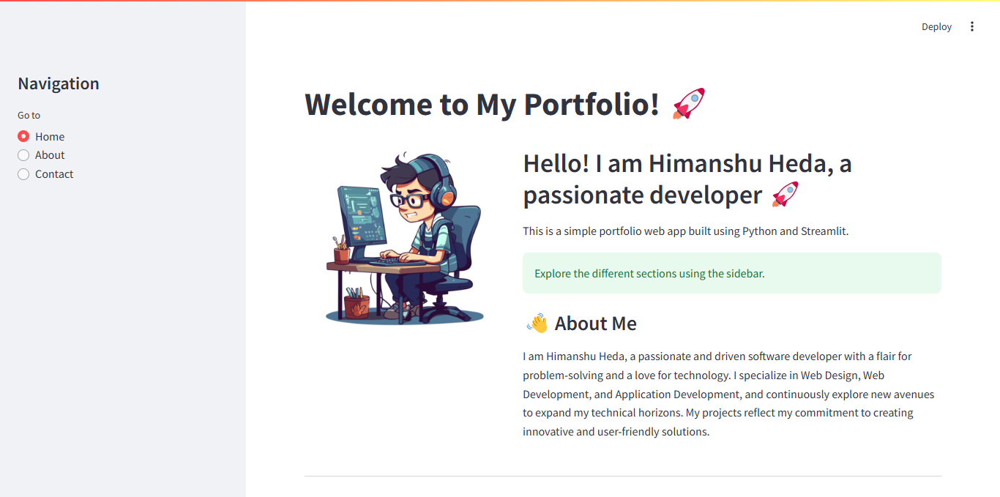 Deploy
Navigation
Go to
Home
About
Contact
Welcome to My Portfolio! 🚀
Hello! I am Himanshu Heda, a
passionate developer 🚀
This is a simple portfolio web app built using Python and Streamlit.
Explore the different sections using the sidebar.
👋 About Me
I am Himanshu Heda, a passionate and driven software developer with a flair for
problem-solving and a love for technology. I specialize in Web Design, Web
Development, and Application Development, and continuously explore new avenues
to expand my technical horizons. My projects reflect my commitment to creating
innovative and user-friendly solutions.